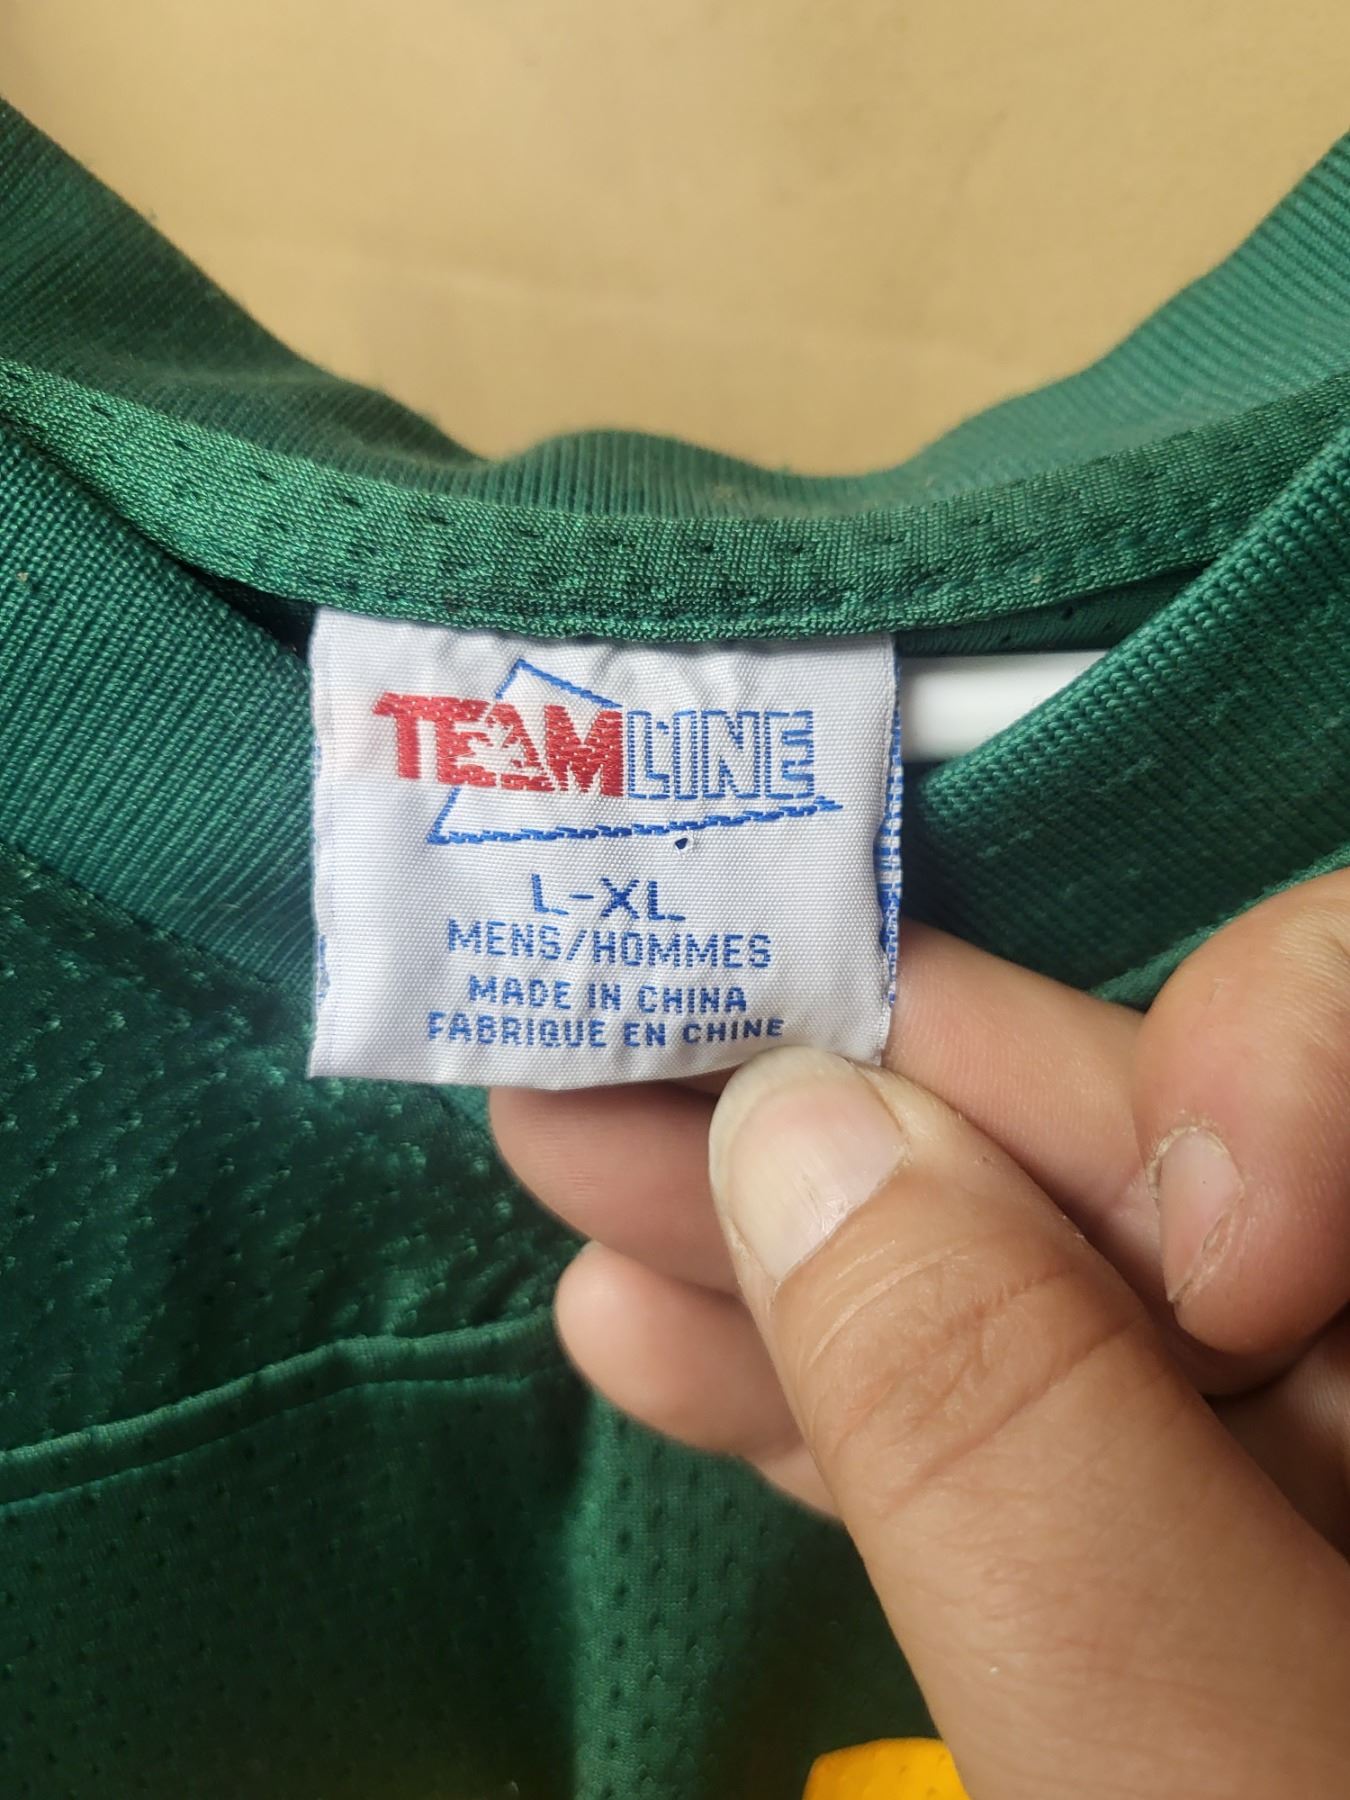 TEAMLINE
L-XL
MENS/HOMMES
MADE IN CHINA
FABRIQUE EN CHINE